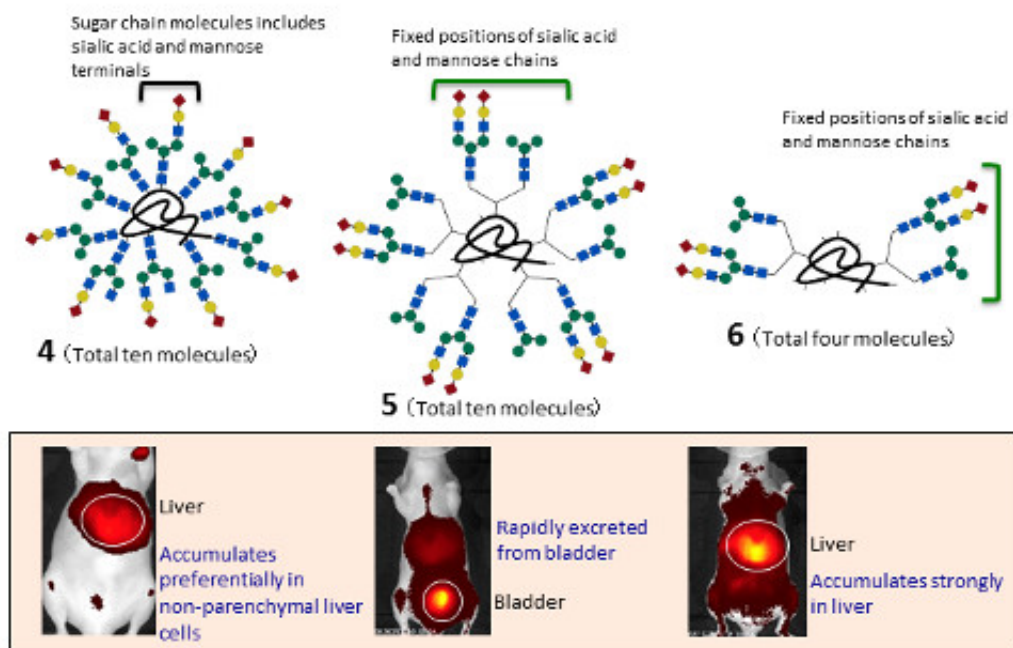 Sugar chain molecules includes
sialic acid and mannose
terminals
Fixed positions of sialic acid
and mannose chains
Fixed positions of sialic acid
and mannose chains
4 (Total ten molecules)
5 (Total ten molecules)
6 (Total four molecules)
Liver
Accumulates
preferentially in
non-parenchymal liver
cells
Rapidly excreted
from bladder
Bladder
Liver
Accumulates strongly
in liver